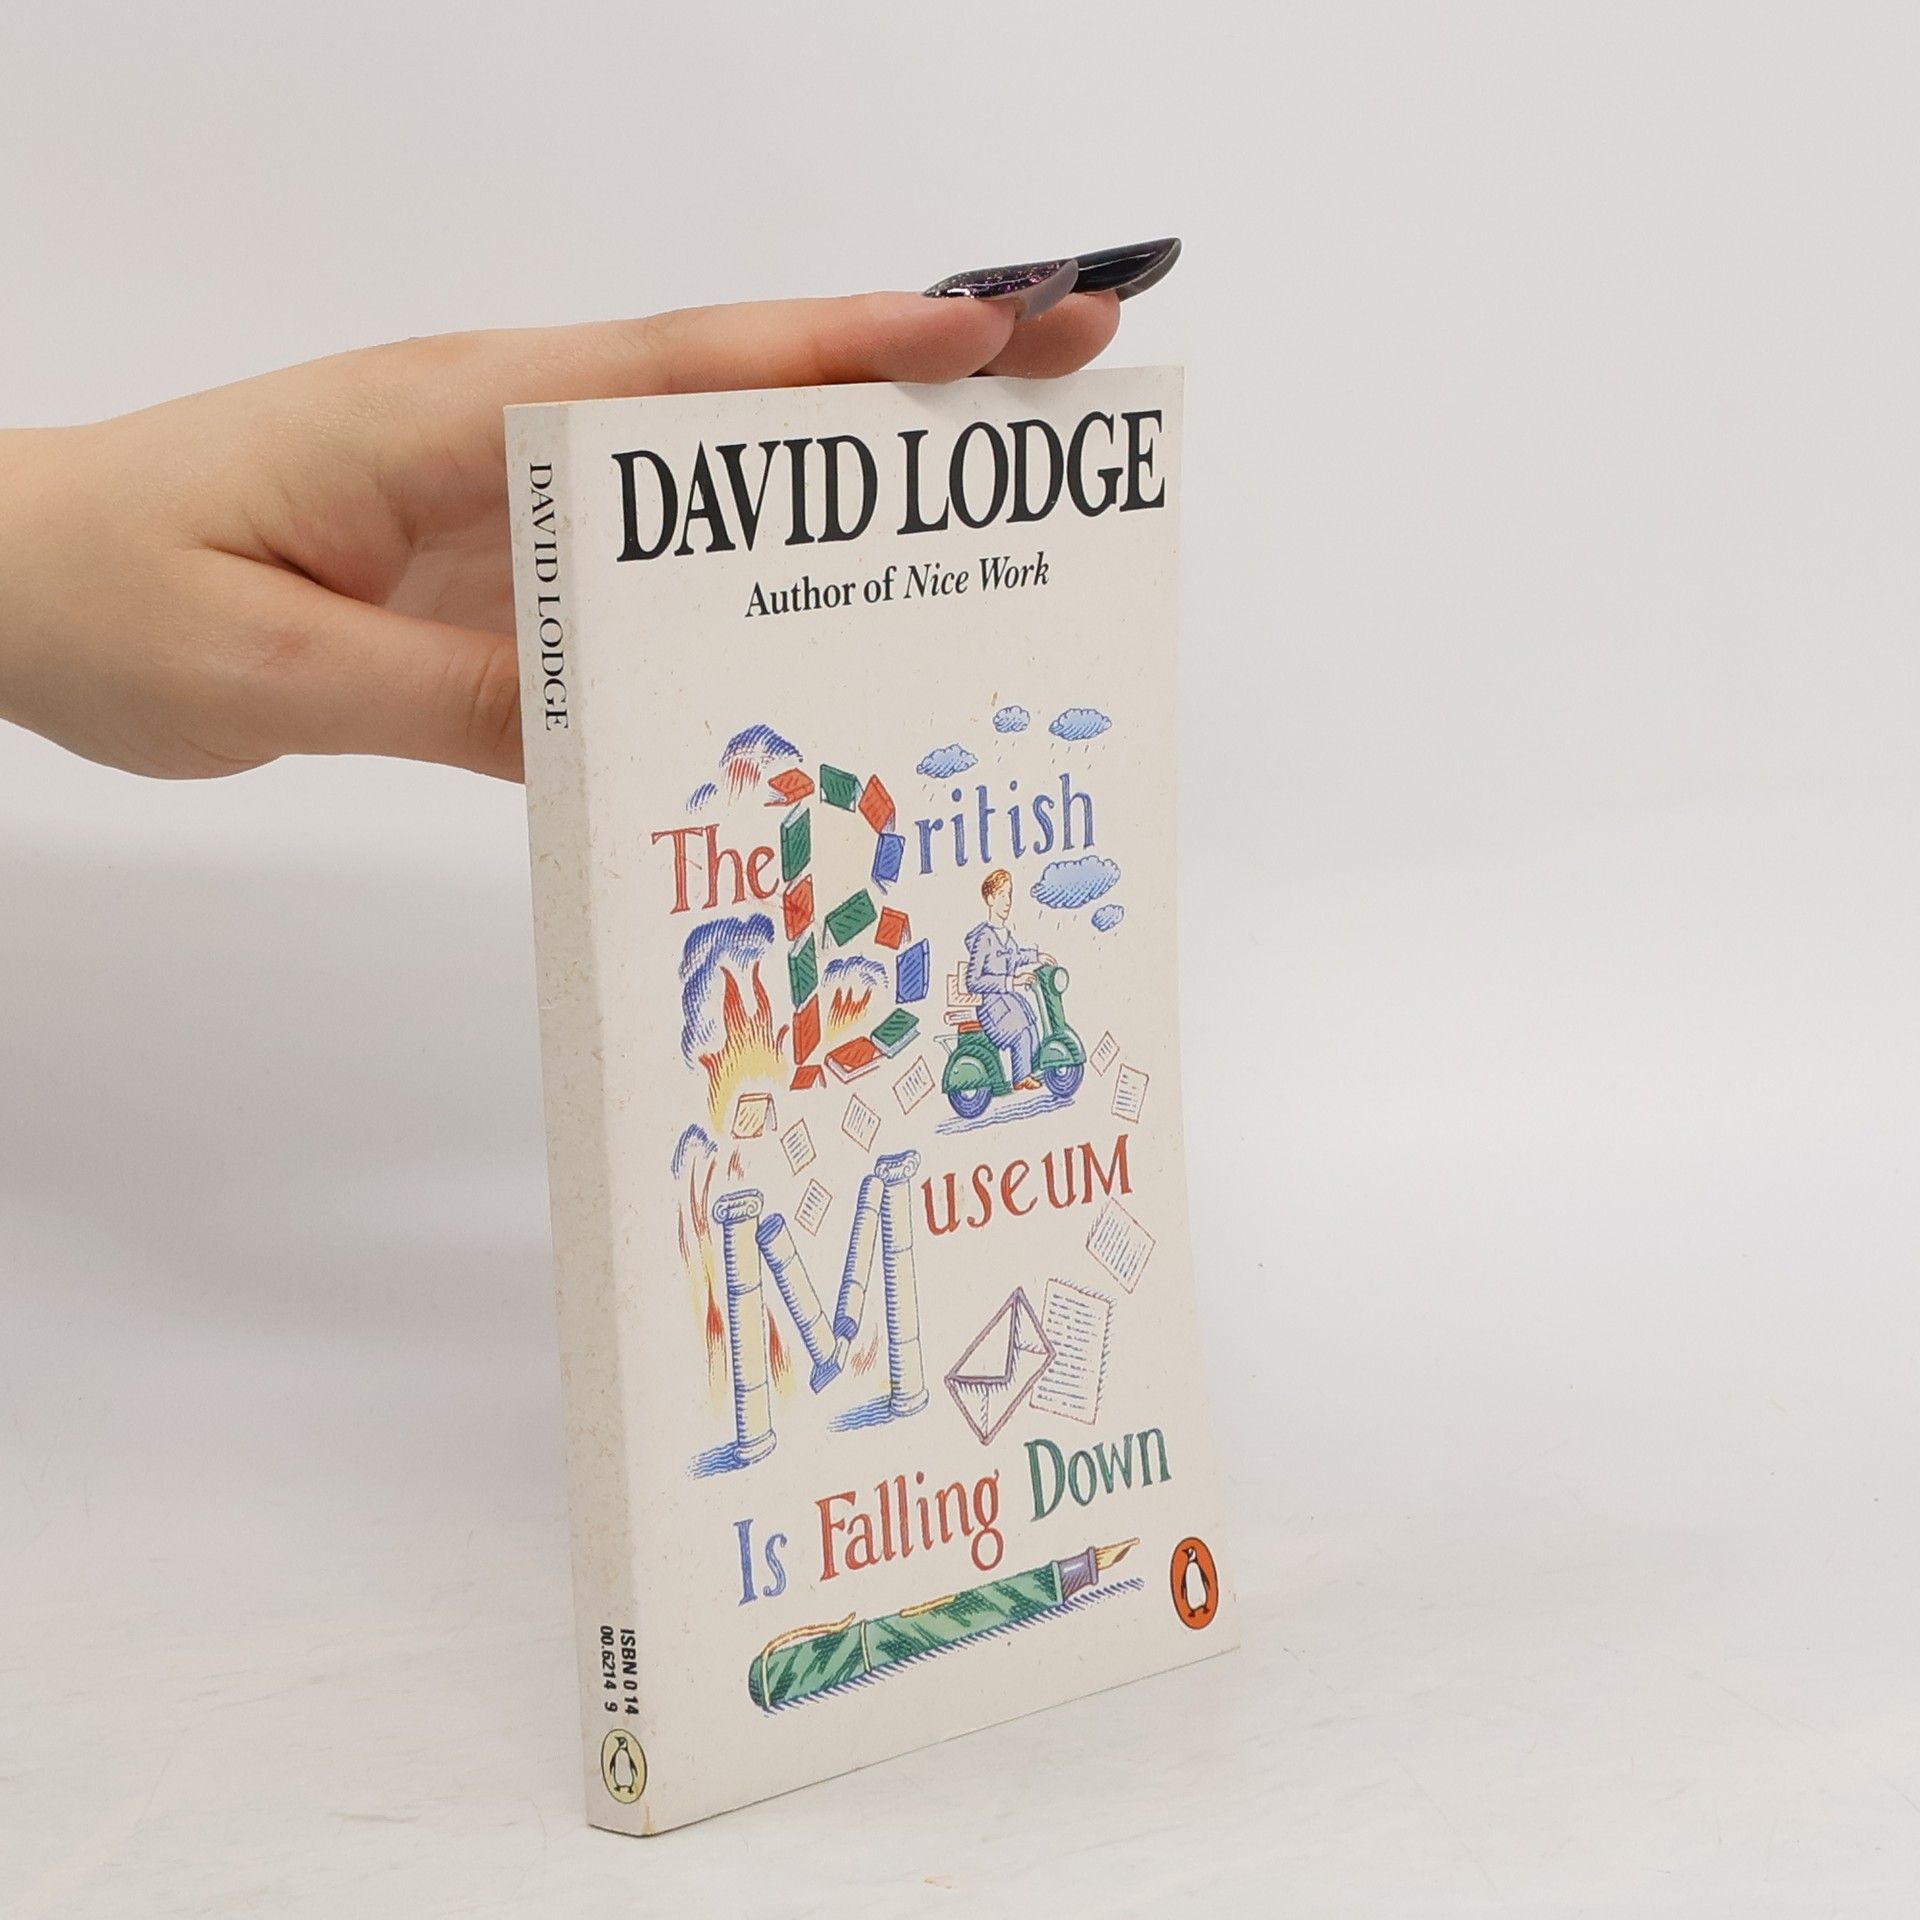 DAVID LODGE
Author of Nice Work
The British
Museum
Is Falling Down
DAVID LODGE
ISBN 0 14
00.6214 9